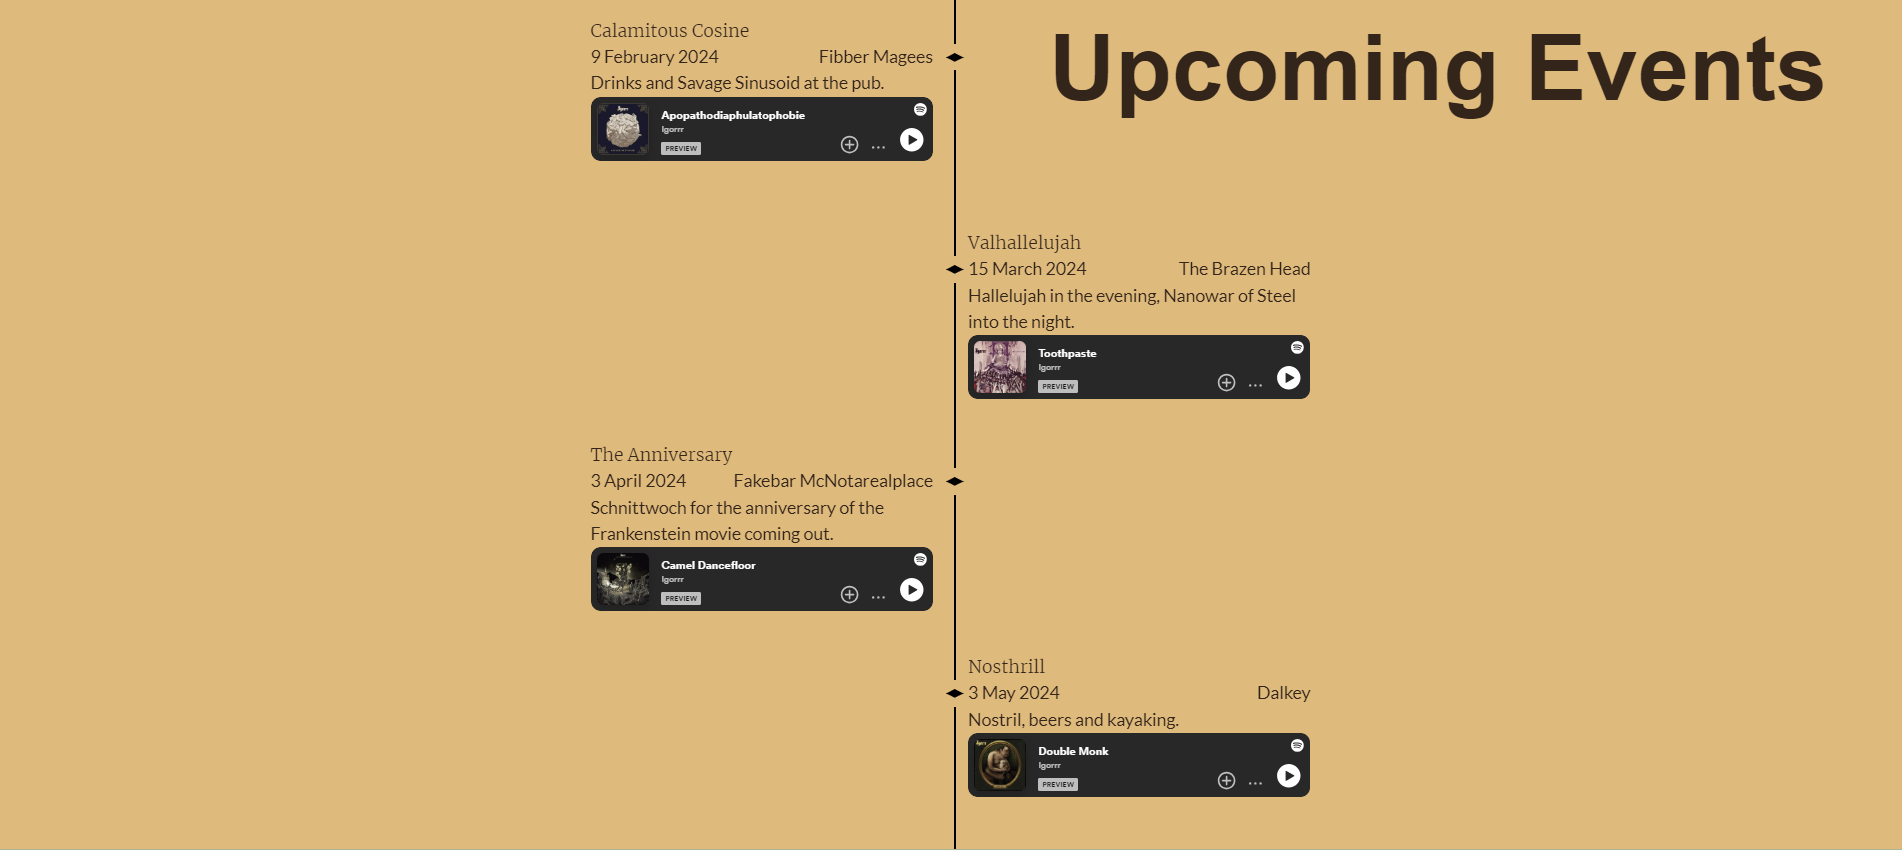 Upcoming Events
Calamitous Cosine
9 February 2024 Fibber Magees
Drinks and Savage Sinusoid at the pub.
Apopathodiaphulatophobie
Igorrr
PREVIEW
Valhallelujah
15 March 2024 The Brazen Head
Hallelujah in the evening, Nanowar of Steel
into the night.
Toothpaste
Igorrr
PREVIEW
The Anniversary
3 April 2024 Fakebar McNotarealplace
Schnittwoch for the anniversary of the
Frankenstein movie coming out.
Camel Dancefloor
Igorrr
PREVIEW
Nosthrill
3 May 2024 Dalkey
Nostril, beers and kayaking.
Double Monk
Igorrr
PREVIEW